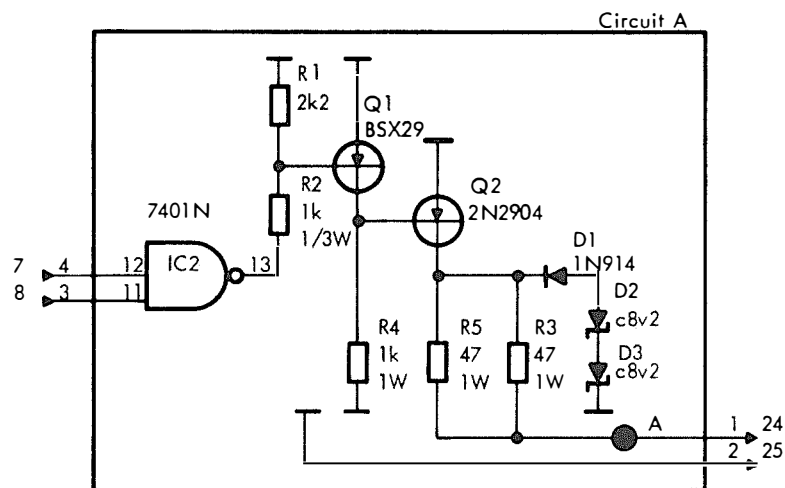 Circuit A
R1
2k2
Q1
BSX29
R2
1k
1/3W
Q2
2N2904
7401N
IC2
7 4 12 13
8 3 11
D1
1N914
D2
c8v2
D3
c8v2
R4
1k
1W
R5
47
1W
R3
47
1W
A
1 24
2 25